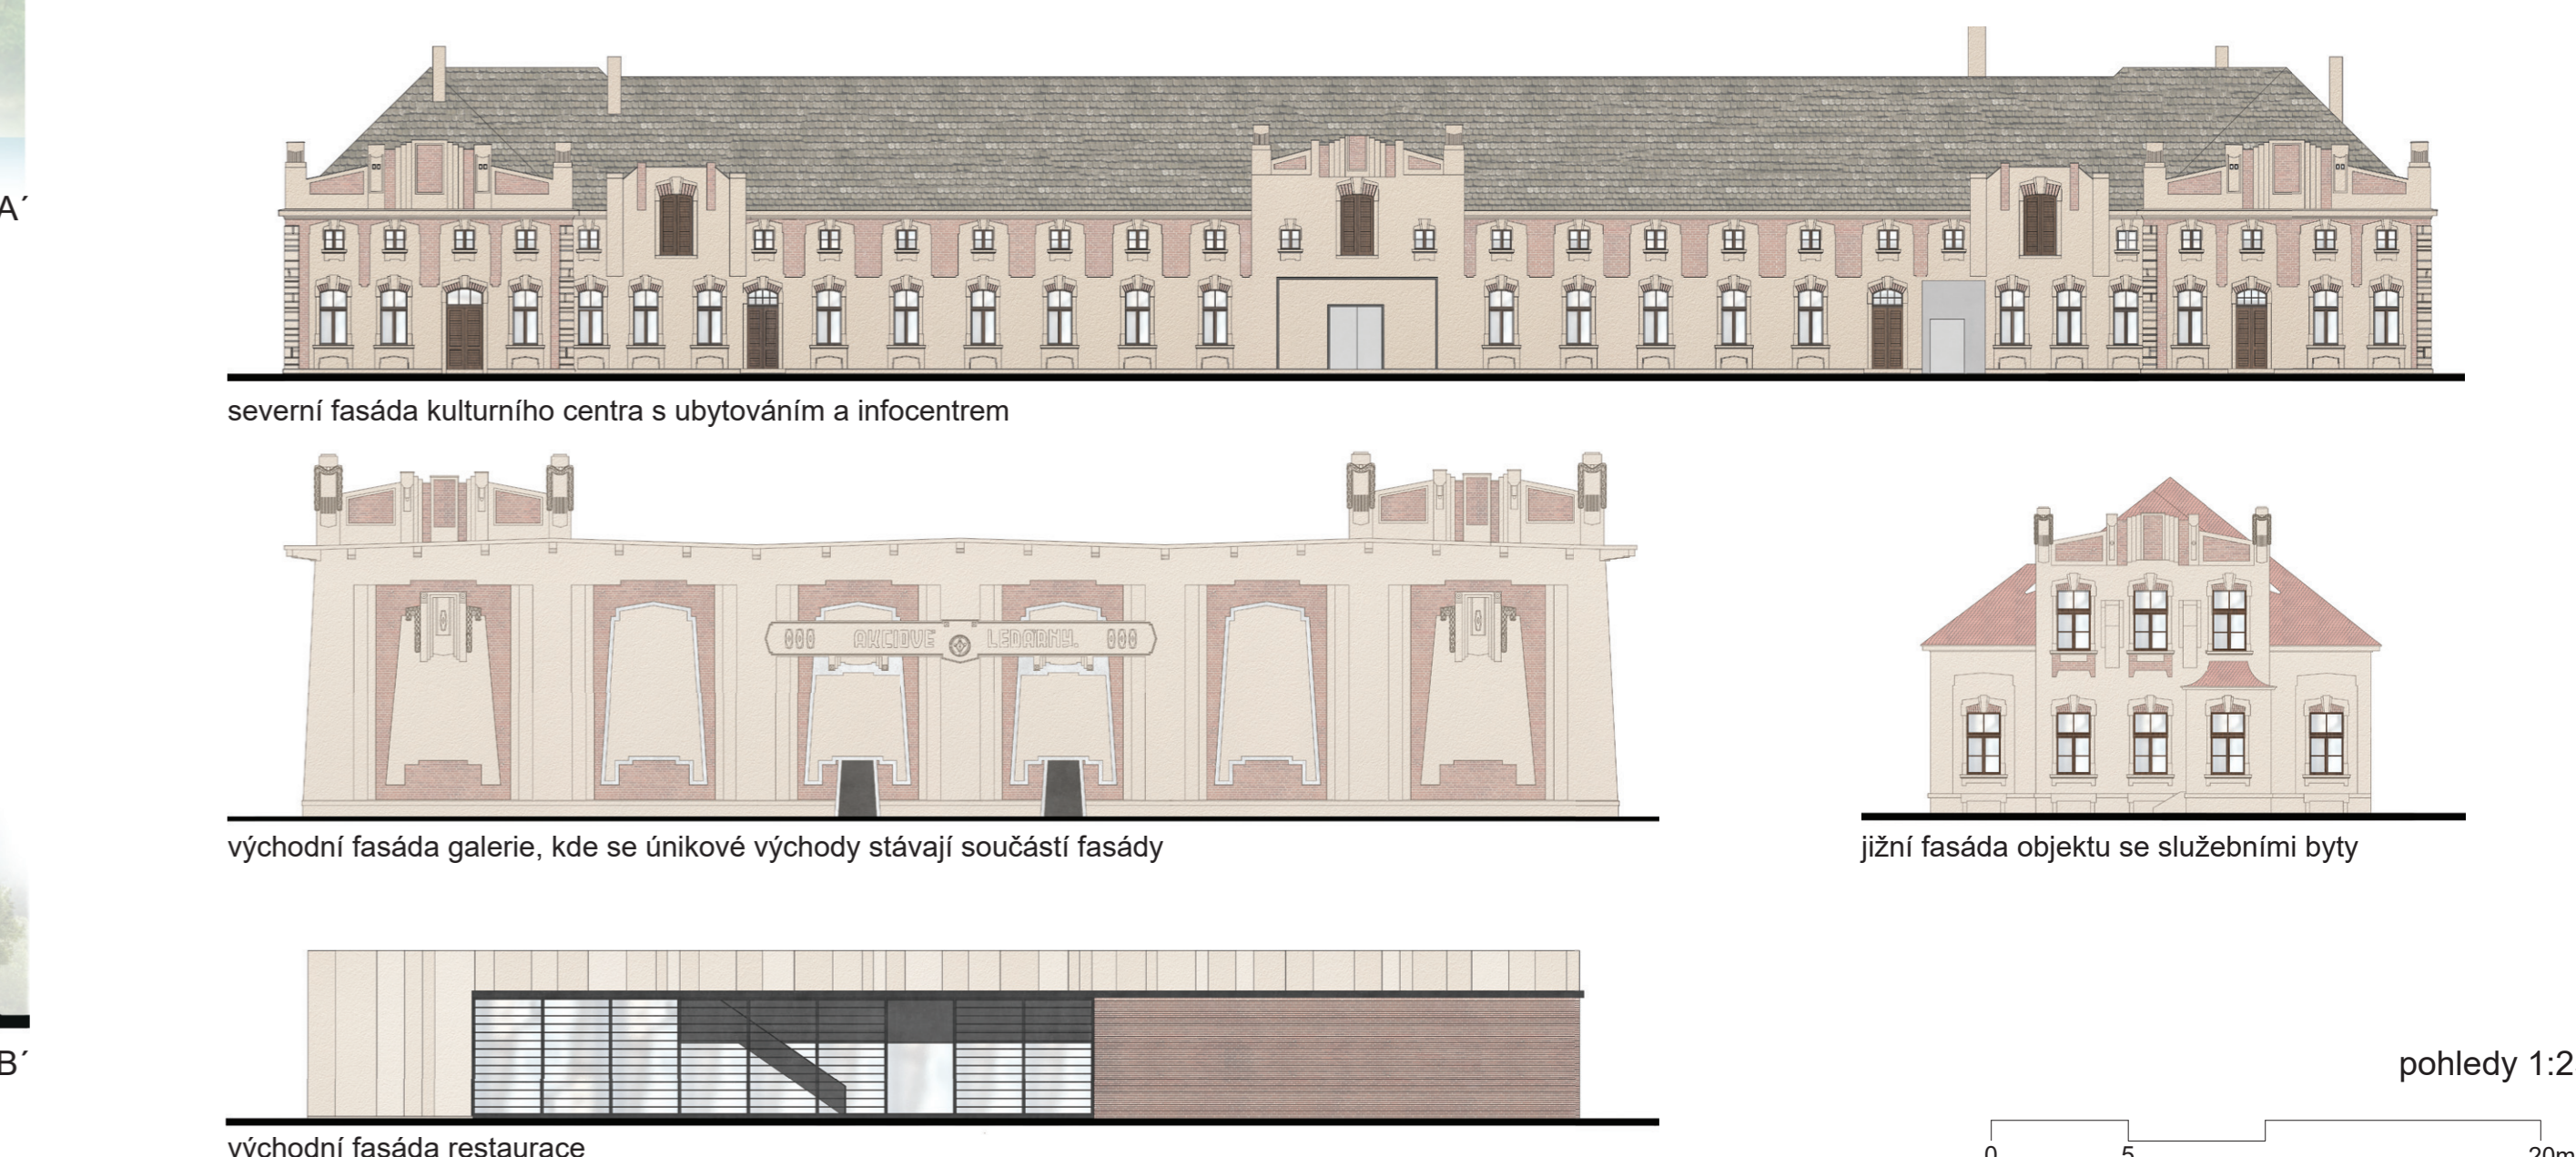 A´
severní fasáda kulturního centra s ubytováním a infocentrem
AKCIOVÉ LEDÁRNY.
východní fasáda galerie, kde se únikové východy stávají součástí fasády
jižní fasáda objektu se služebními byty
B´
pohledy 1:2
východní fasáda restaurace
0 5 20m